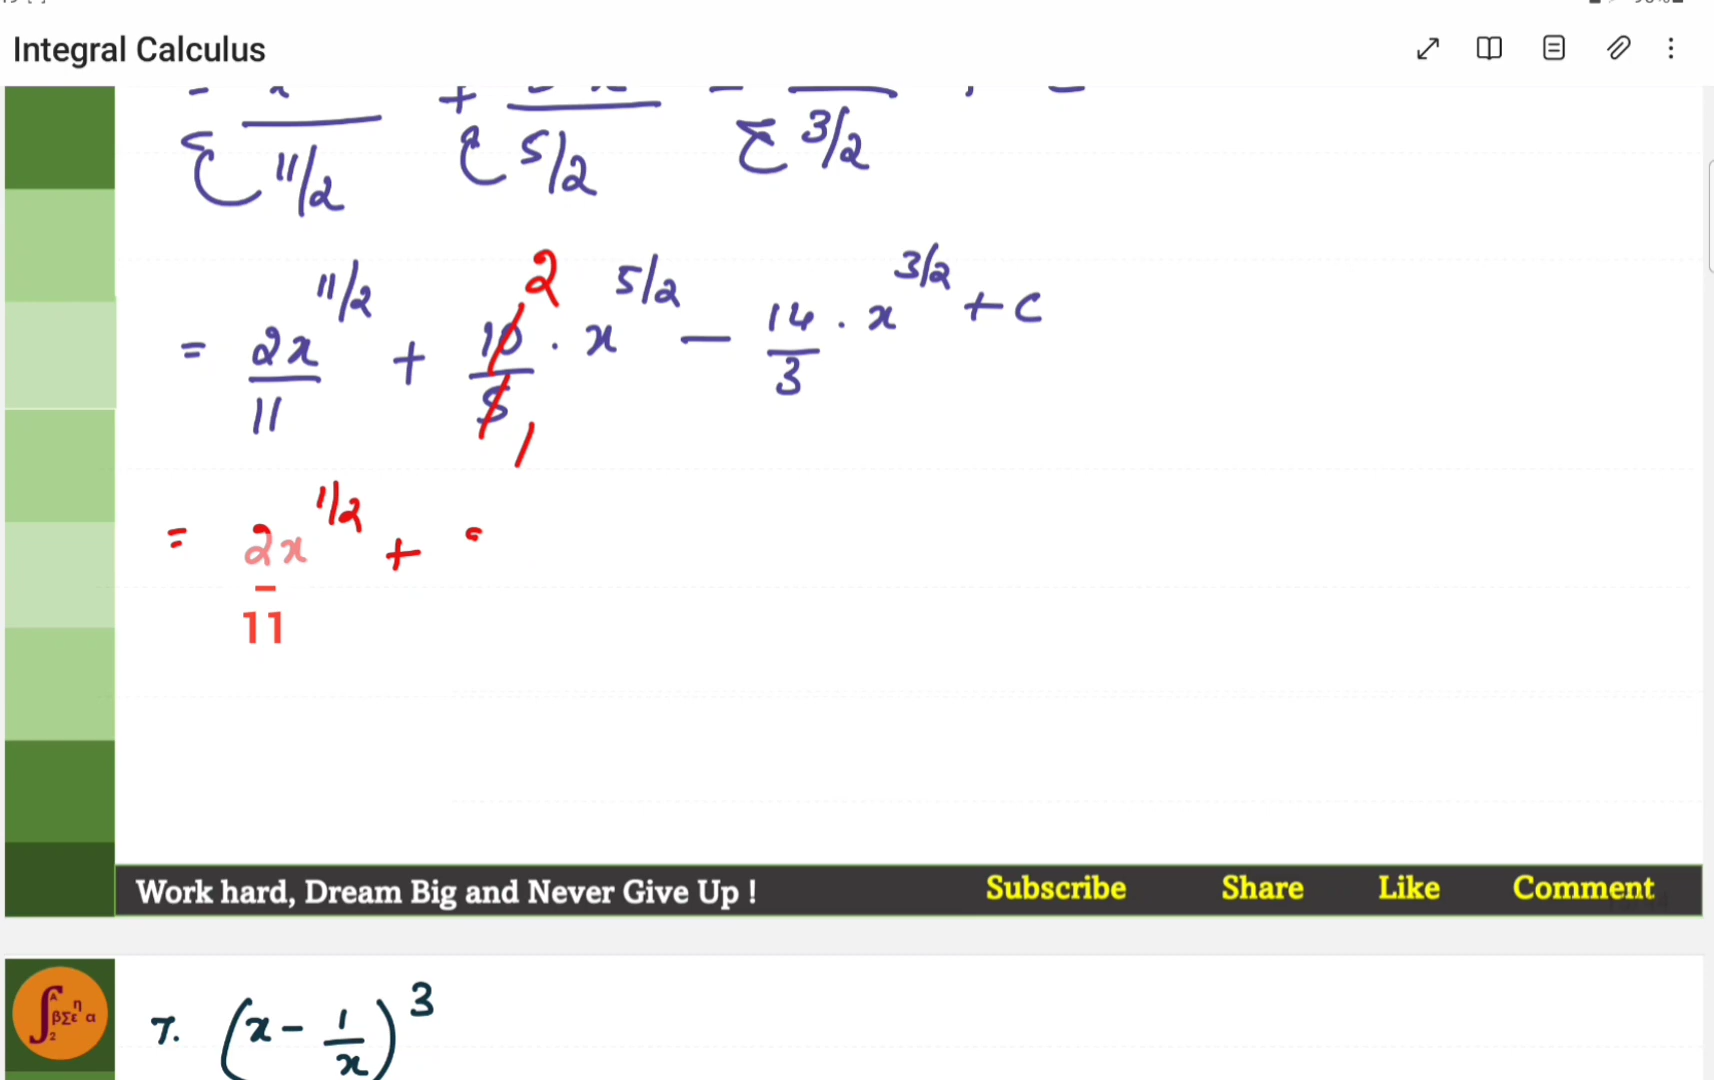 Integral Calculus
11/2 5/2 3/2
= 2x^11/2 / 11 + 10/5 · x^5/2 − 14/3 · x^3/2 + c
2
1
= 2x^1/2 / 11 +
Work hard, Dream Big and Never Give Up ! Subscribe Share Like Comment
7. (x − 1/x)^3